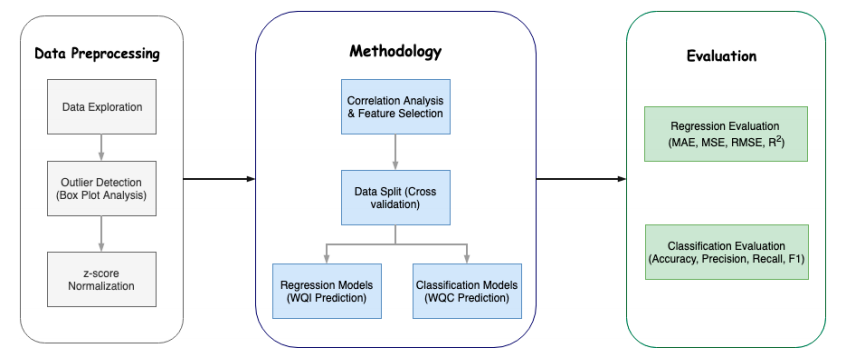 Data Preprocessing
Data Exploration
Outlier Detection
(Box Plot Analysis)
z-score
Normalization
Methodology
Correlation Analysis
& Feature Selection
Data Split (Cross
validation)
Regression Models
(WQI Prediction)
Classification Models
(WQC Prediction)
Evaluation
Regression Evaluation
(MAE, MSE, RMSE, R²)
Classification Evaluation
(Accuracy, Precision, Recall, F1)